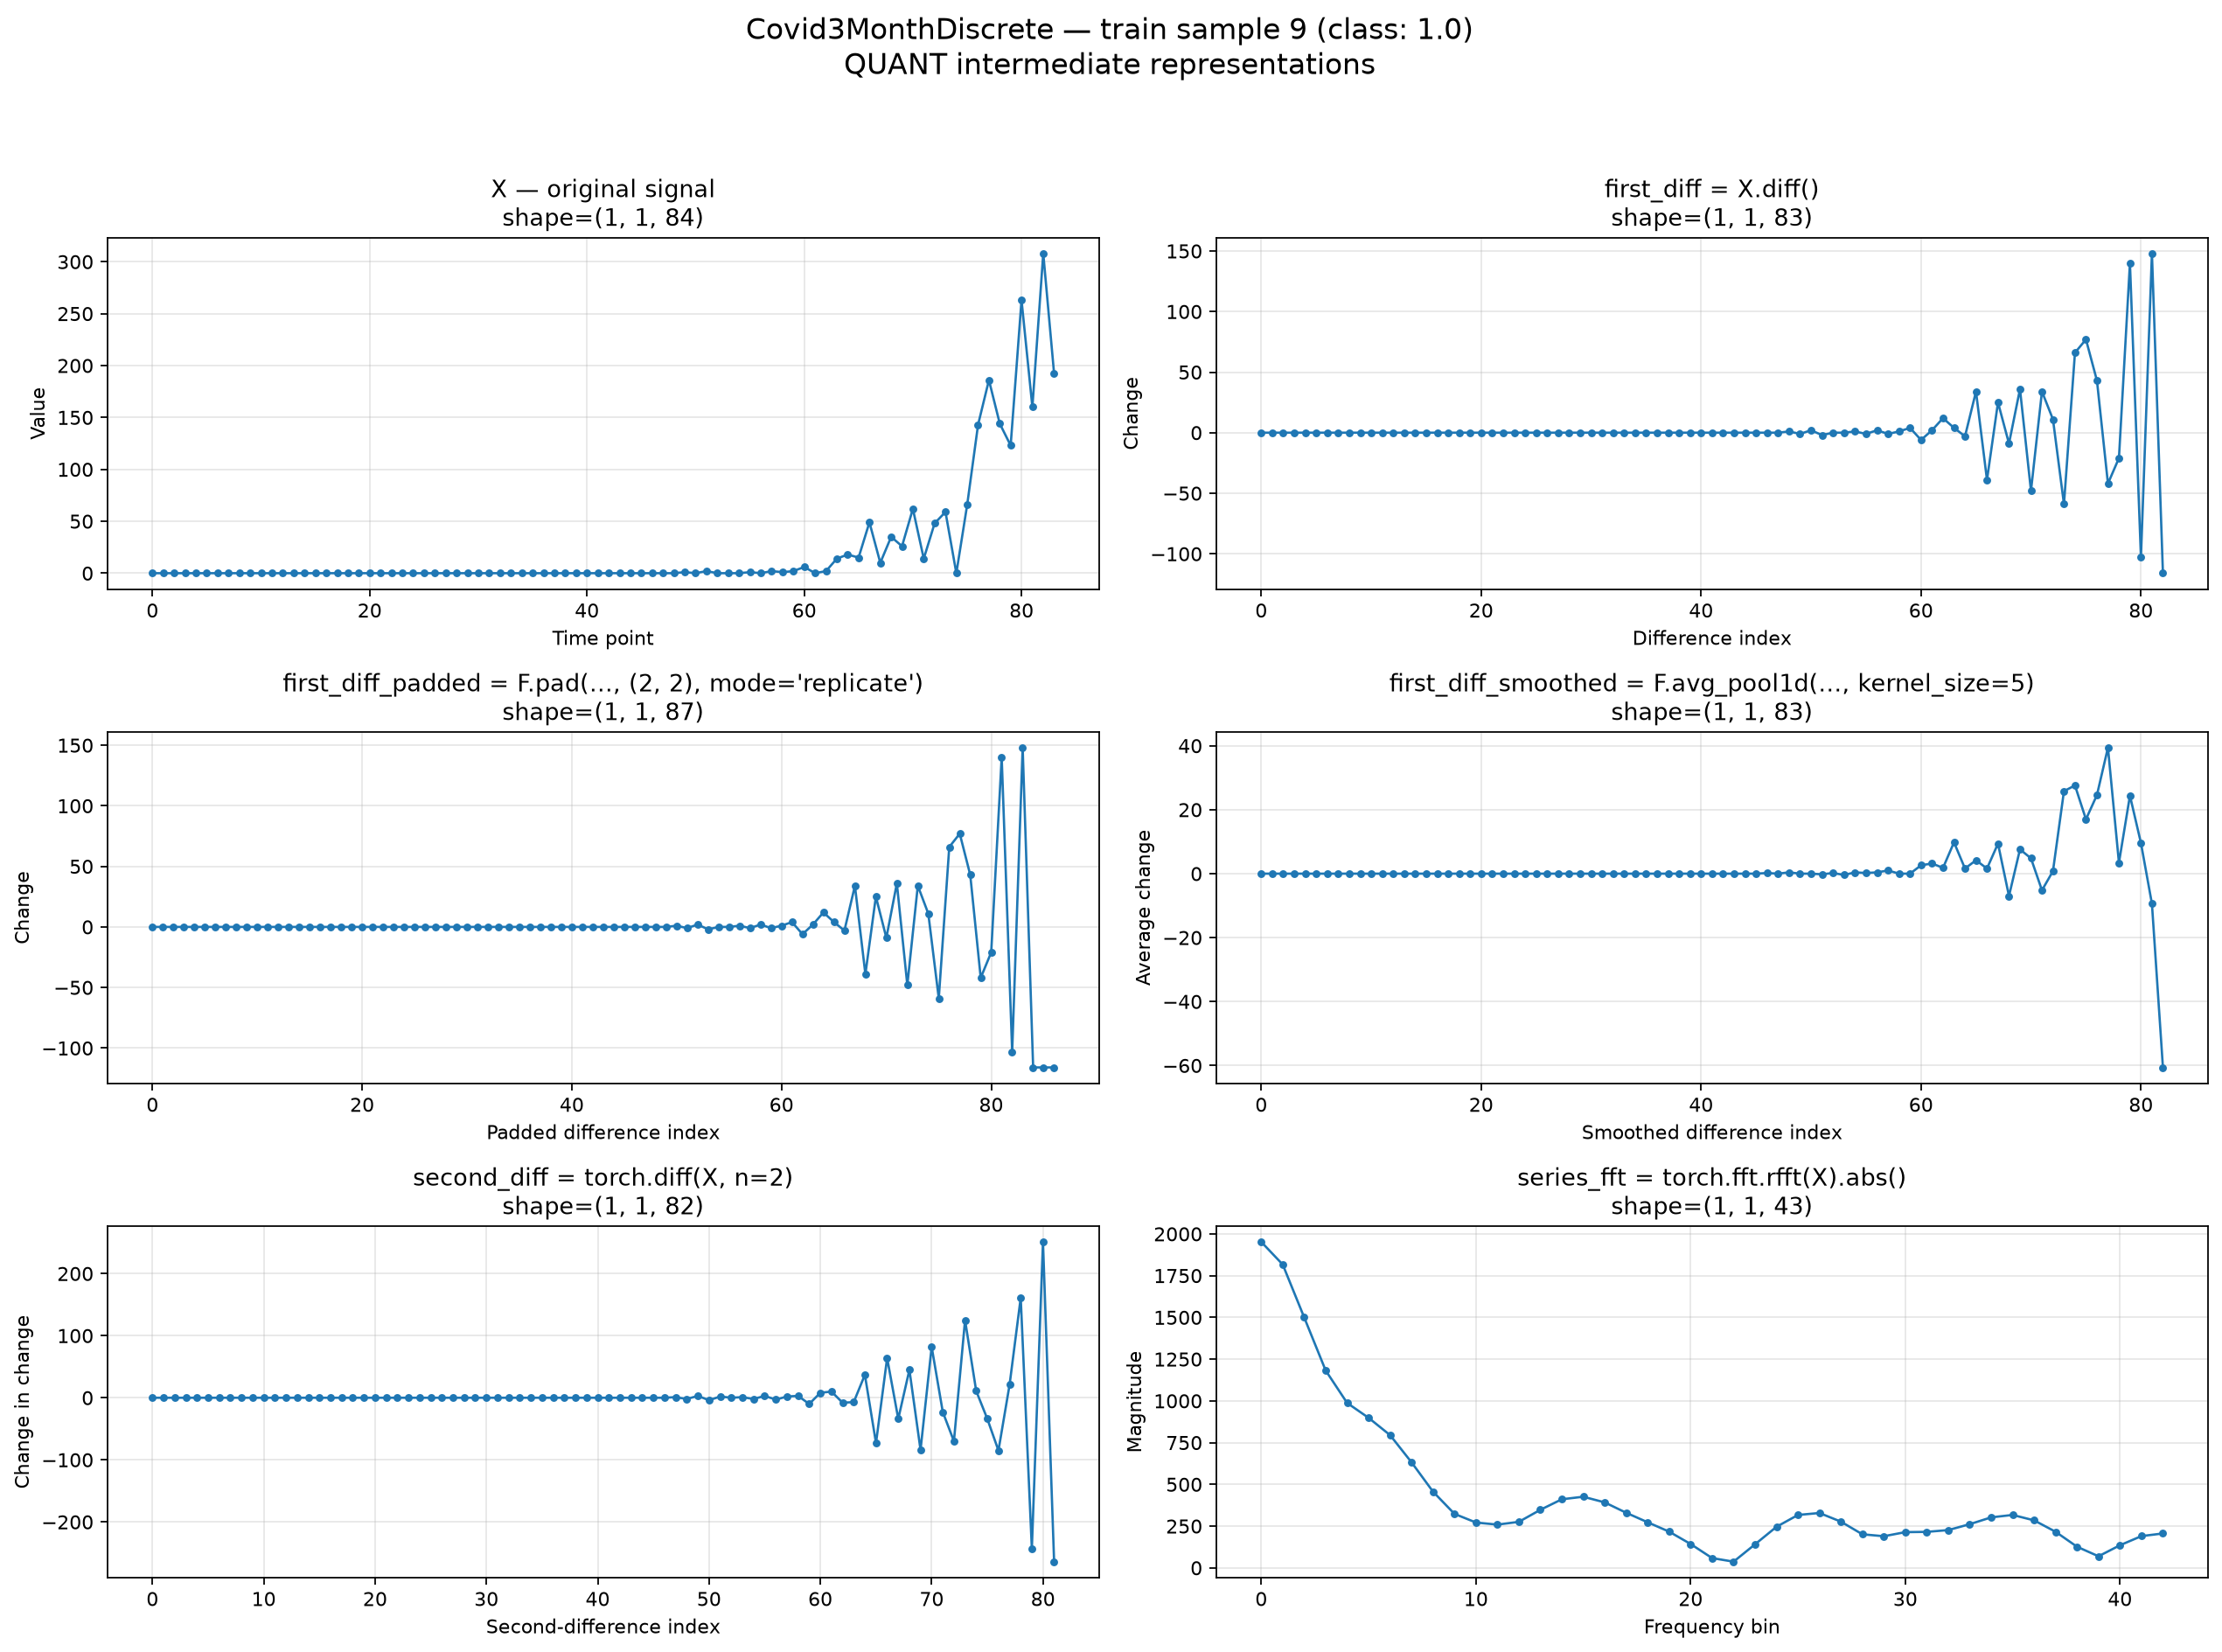 Covid3MonthDiscrete — train sample 9 (class: 1.0)
QUANT intermediate representations
X — original signal
shape=(1, 1, 84)
Value
300
250
200
150
100
50
0
0 20 40 60 80
Time point
first_diff = X.diff()
shape=(1, 1, 83)
Change
150
100
50
0
−50
−100
0 20 40 60 80
Difference index
first_diff_padded = F.pad(…, (2, 2), mode='replicate')
shape=(1, 1, 87)
Change
150
100
50
0
−50
−100
0 20 40 60 80
Padded difference index
first_diff_smoothed = F.avg_pool1d(…, kernel_size=5)
shape=(1, 1, 83)
Average change
40
20
0
−20
−40
−60
0 20 40 60 80
Smoothed difference index
second_diff = torch.diff(X, n=2)
shape=(1, 1, 82)
Change in change
200
100
0
−100
−200
0 10 20 30 40 50 60 70 80
Second-difference index
series_fft = torch.fft.rfft(X).abs()
shape=(1, 1, 43)
Magnitude
2000
1750
1500
1250
1000
750
500
250
0
0 10 20 30 40
Frequency bin